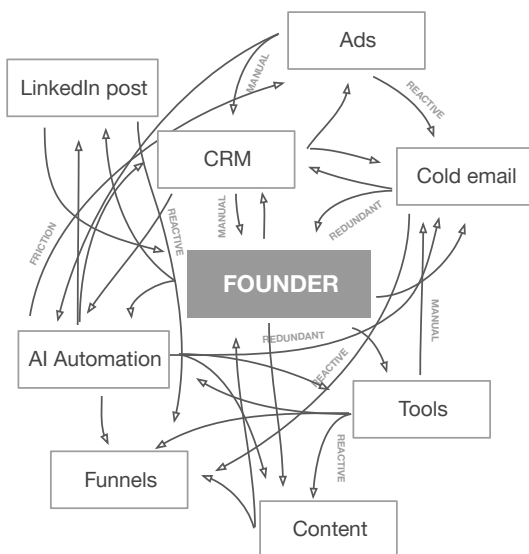 Ads
LinkedIn post
MANUAL
REACTIVE
CRM
Cold email
FRICTION
REACTIVE
MANUAL
REDUNDANT
FOUNDER
MANUAL
REDUNDANT
AI Automation
REACTIVE
Tools
REACTIVE
Funnels
Content